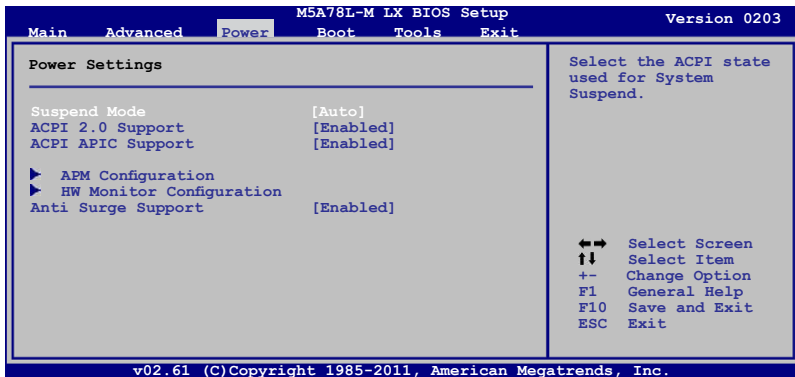 M5A78L-M LX BIOS Setup
Version 0203
Main Advanced Power Boot Tools Exit
Power Settings
Suspend Mode [Auto]
ACPI 2.0 Support [Enabled]
ACPI APIC Support [Enabled]
APM Configuration
HW Monitor Configuration
Anti Surge Support [Enabled]
Select the ACPI state
used for System
Suspend.
Select Screen
Select Item
+- Change Option
F1 General Help
F10 Save and Exit
ESC Exit
v02.61 (C)Copyright 1985-2011, American Megatrends, Inc.